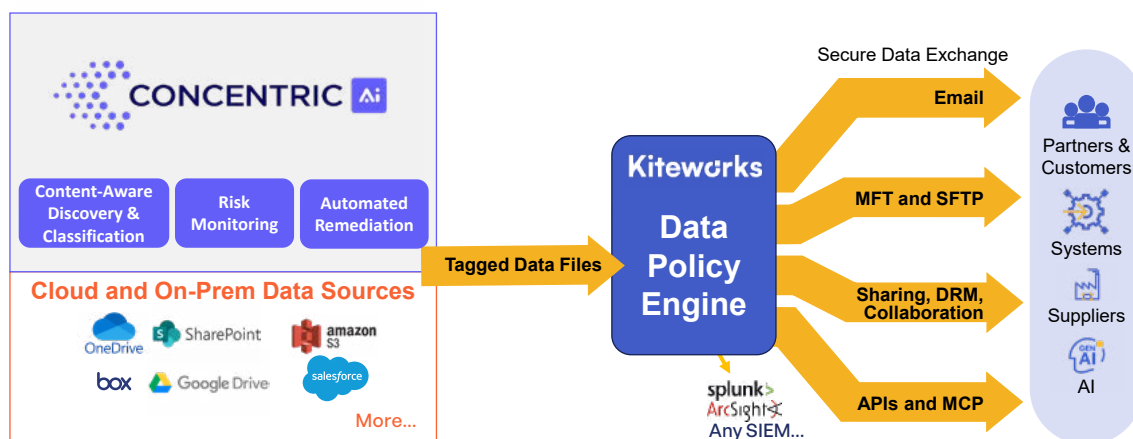 CONCENTRIC Ai
Content-Aware
Discovery &
Classification
Risk
Monitoring
Automated
Remediation
Cloud and On-Prem Data Sources
OneDrive
SharePoint
amazon
S3
box
Google Drive
salesforce
More...
Tagged Data Files
Kiteworks
Data
Policy
Engine
splunk>
ArcSight
Any SIEM...
Secure Data Exchange
Email
MFT and SFTP
Sharing, DRM,
Collaboration
APIs and MCP
Partners &
Customers
Systems
Suppliers
GEN
AI
AI